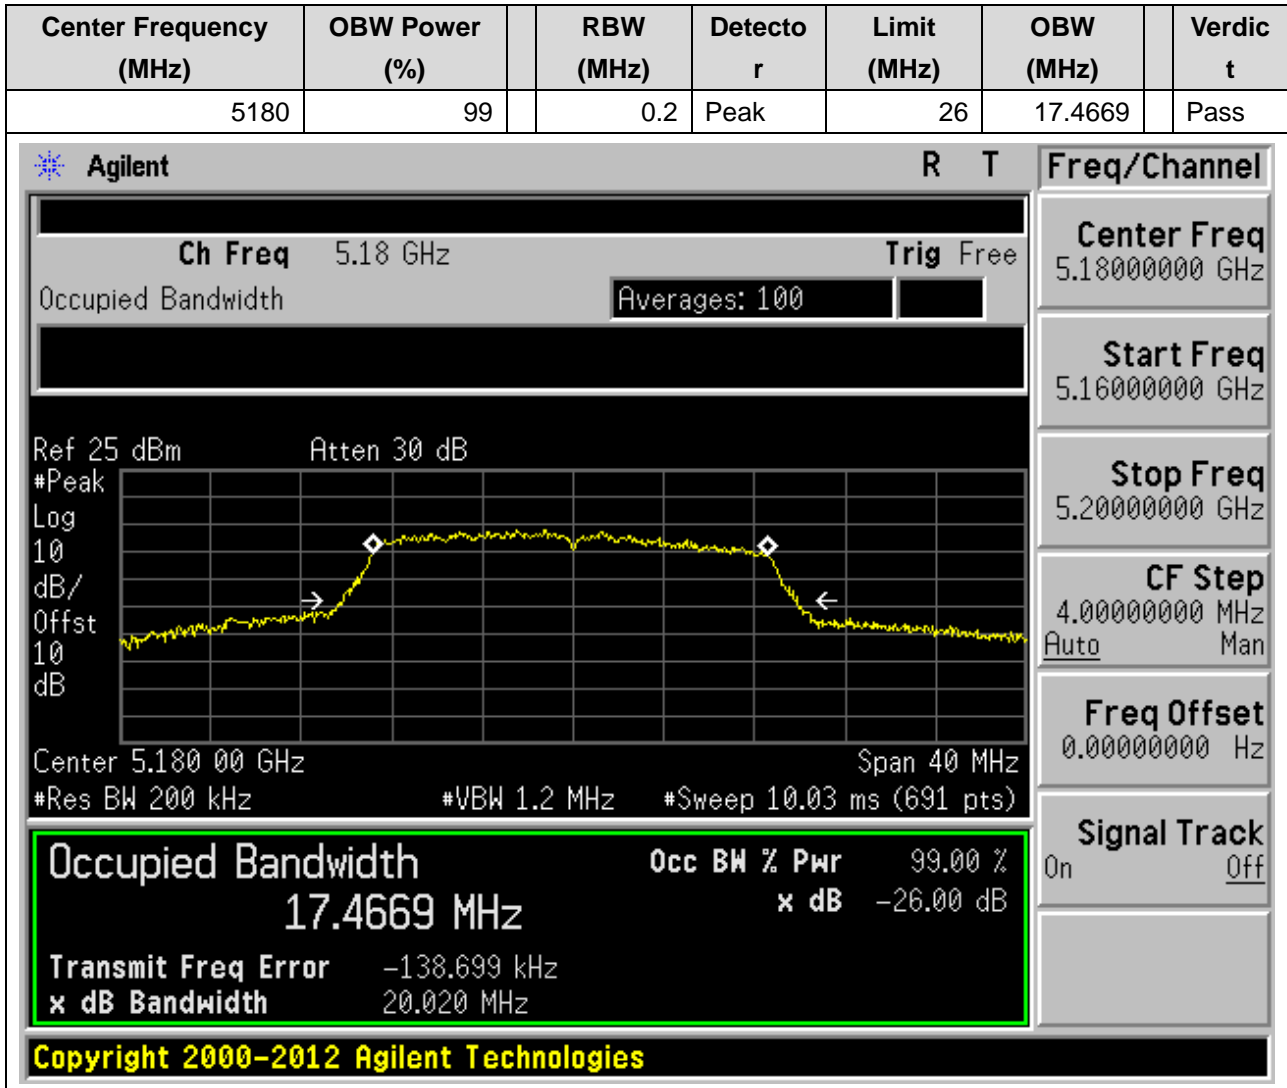 Center Frequency OBW Power RBW Detecto Limit OBW Verdic
(MHz) (%) (MHz) r (MHz) (MHz) t
5180 99 0.2 Peak 26 17.4669 Pass
Agilent R T Freq/Channel
Ch Freq 5.18 GHz Trig Free
Occupied Bandwidth Averages: 100
Center Freq
5.18000000 GHz
Start Freq
5.16000000 GHz
Stop Freq
5.20000000 GHz
CF Step
4.00000000 MHz
Auto Man
Freq Offset
0.00000000 Hz
Signal Track
On Off
Ref 25 dBm Atten 30 dB
#Peak
Log
10
dB/
Offst
10
dB
Center 5.180 00 GHz Span 40 MHz
#Res BW 200 kHz #VBW 1.2 MHz #Sweep 10.03 ms (691 pts)
Occupied Bandwidth Occ BW % Pwr 99.00 %
17.4669 MHz x dB -26.00 dB
Transmit Freq Error -138.699 kHz
x dB Bandwidth 20.020 MHz
Copyright 2000-2012 Agilent Technologies